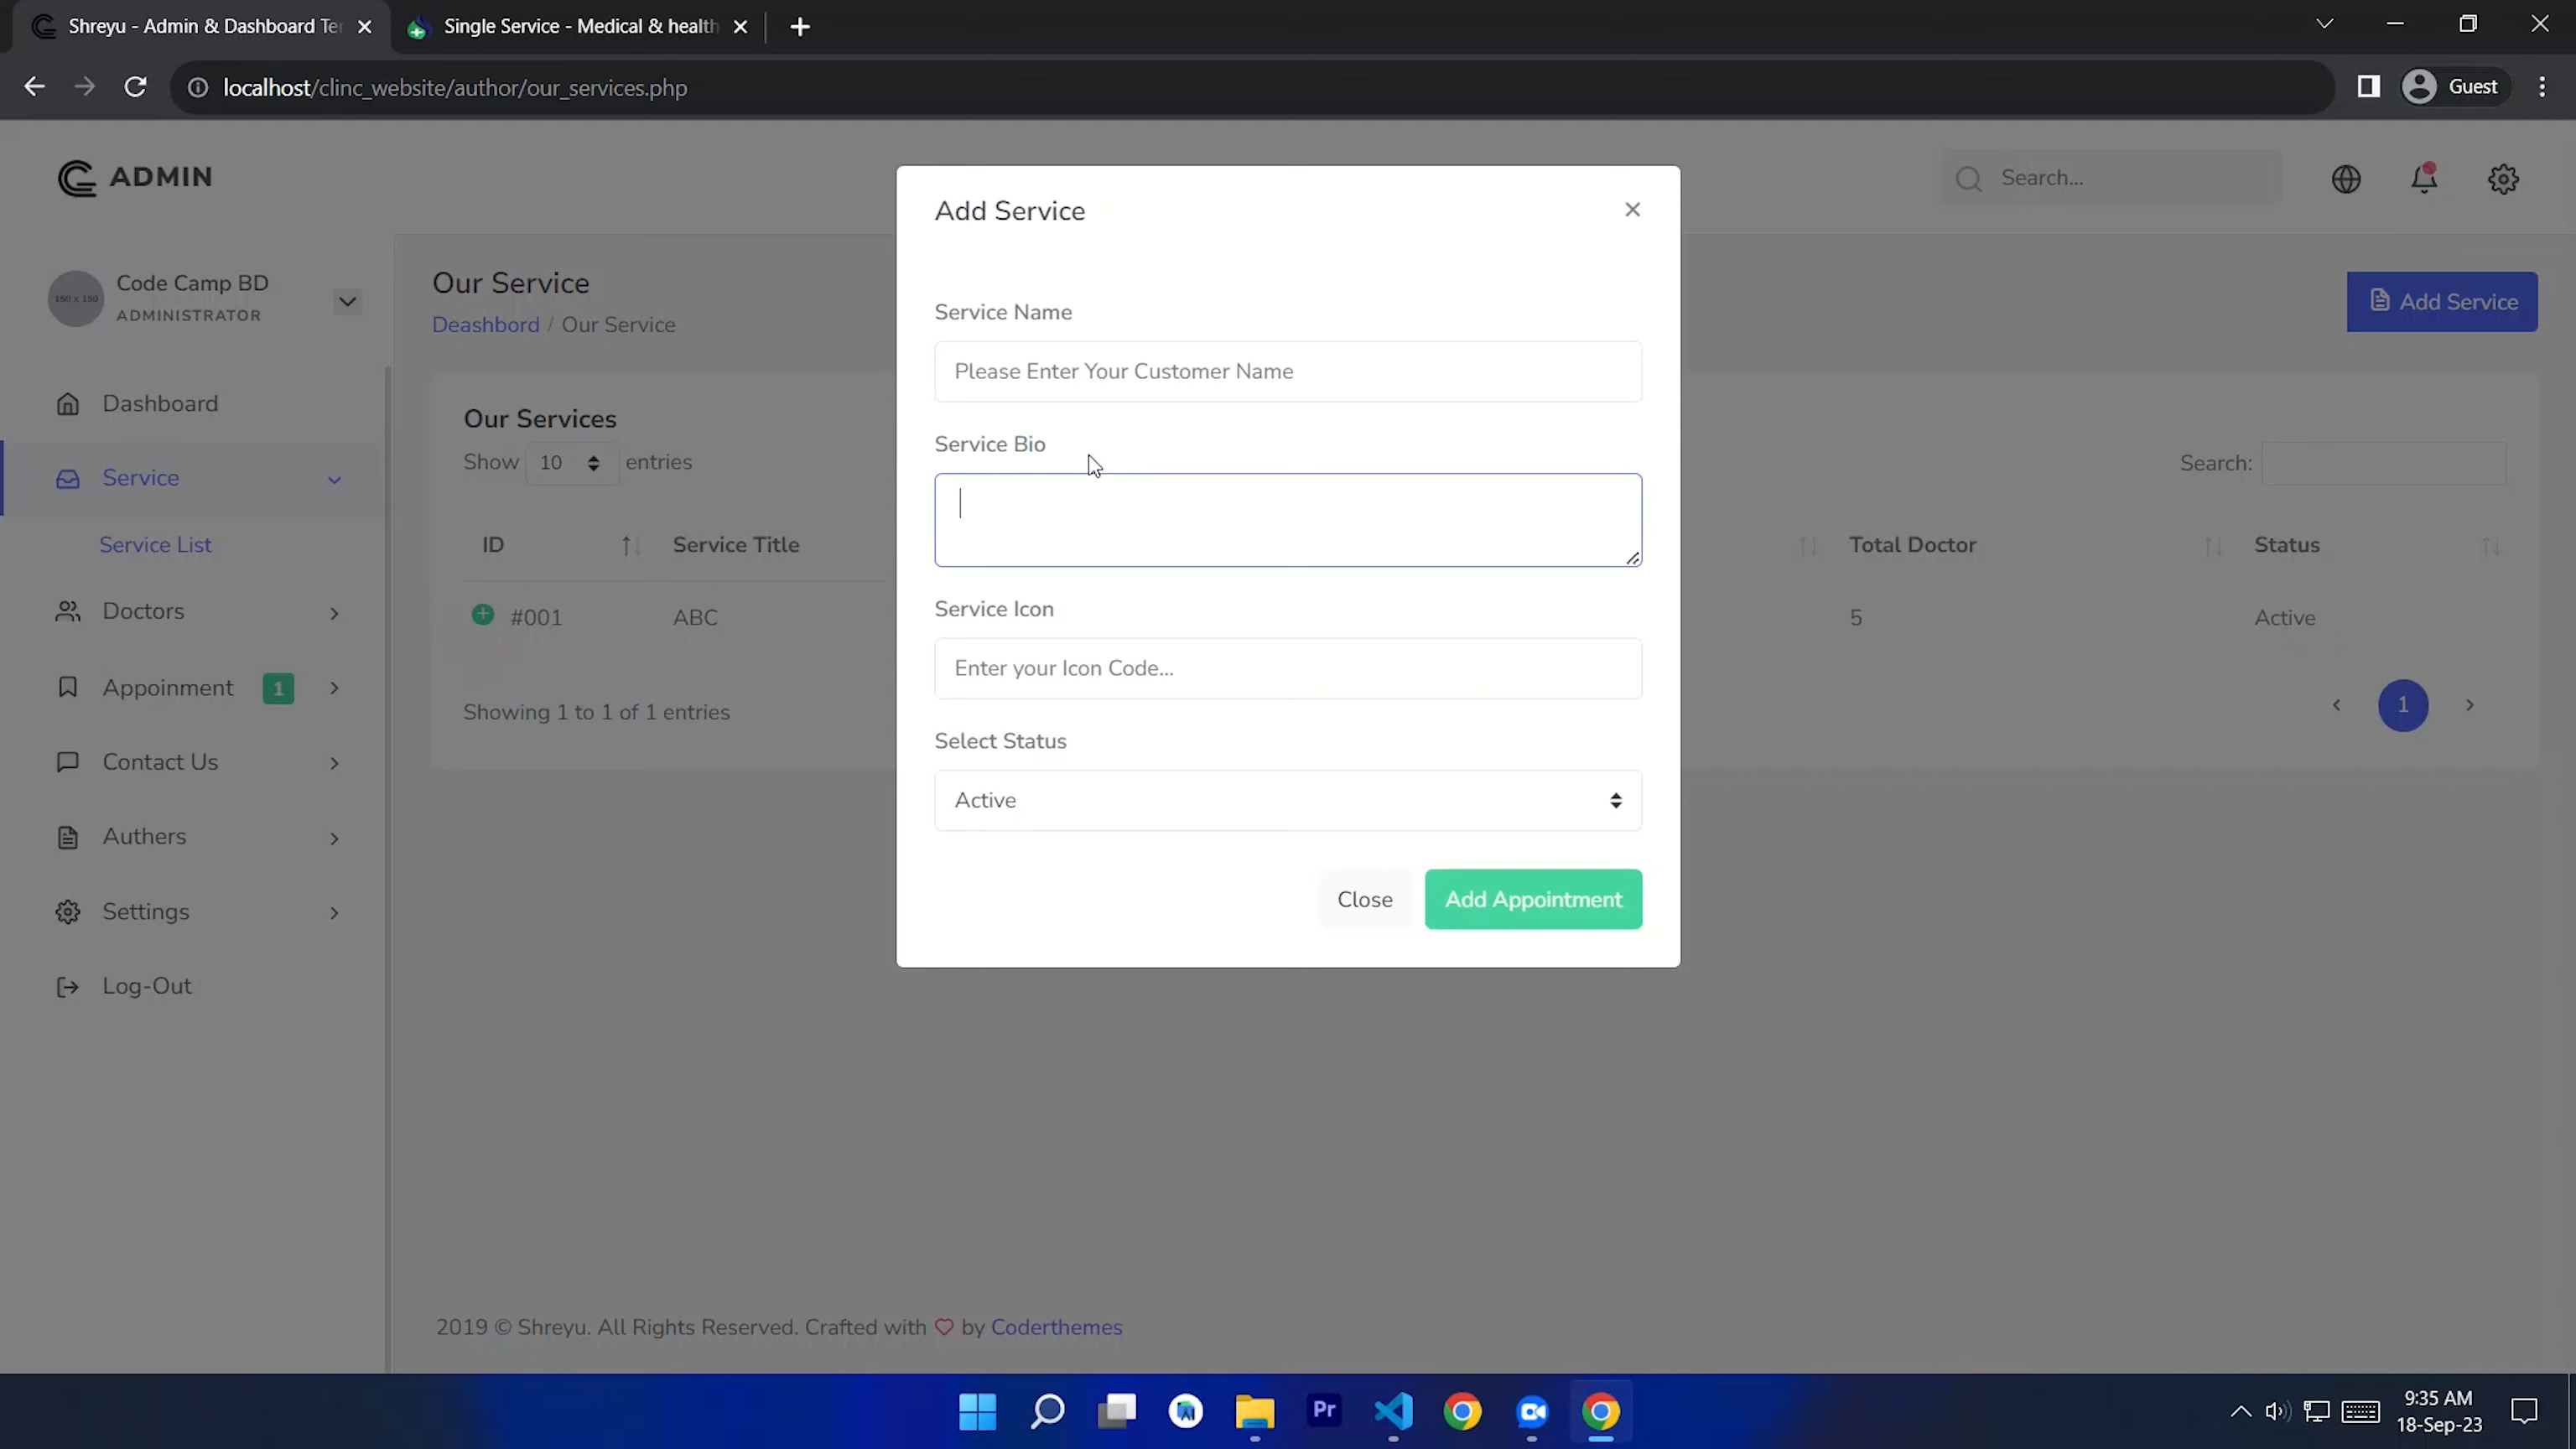 Shreyu - Admin & Dashboard Ter
Single Service - Medical & health
localhost/clinc_website/author/our_services.php
Guest
ADMIN
Search...
Code Camp BD
ADMINISTRATOR
Dashboard
Service
Service List
Doctors
Appoinment 1
Contact Us
Authers
Settings
Log-Out
Our Service
Deashbord / Our Service
Add Service
Our Services
Show 10 entries
Search:
ID
Service Title
Total Doctor
Status
#001
ABC
5
Active
Showing 1 to 1 of 1 entries
1
Add Service
Service Name
Please Enter Your Customer Name
Service Bio
Service Icon
Enter your Icon Code...
Select Status
Active
Close
Add Appointment
2019 © Shreyu. All Rights Reserved. Crafted with by Coderthemes
Pr
9:35 AM
18-Sep-23